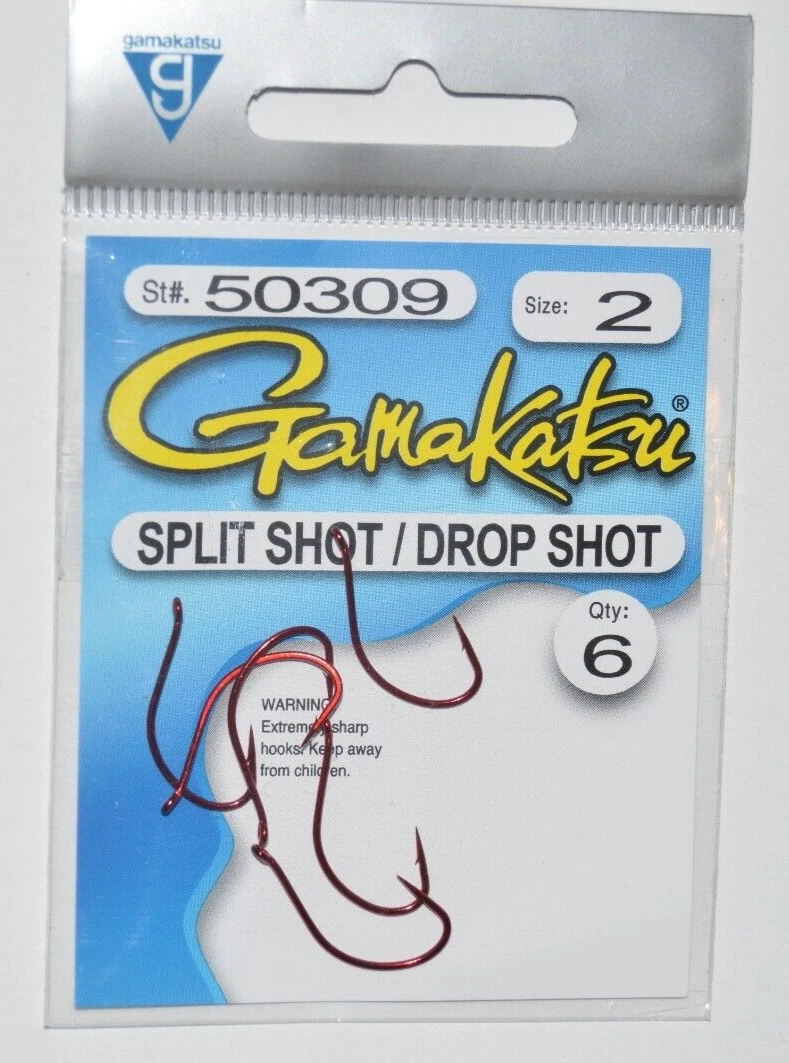 gamakatsu
g
St#. 50309
Size: 2
Gamakatsu®
SPLIT SHOT / DROP SHOT
Qty:
6
WARNING
Extremely sharp
hooks. Keep away
from children.